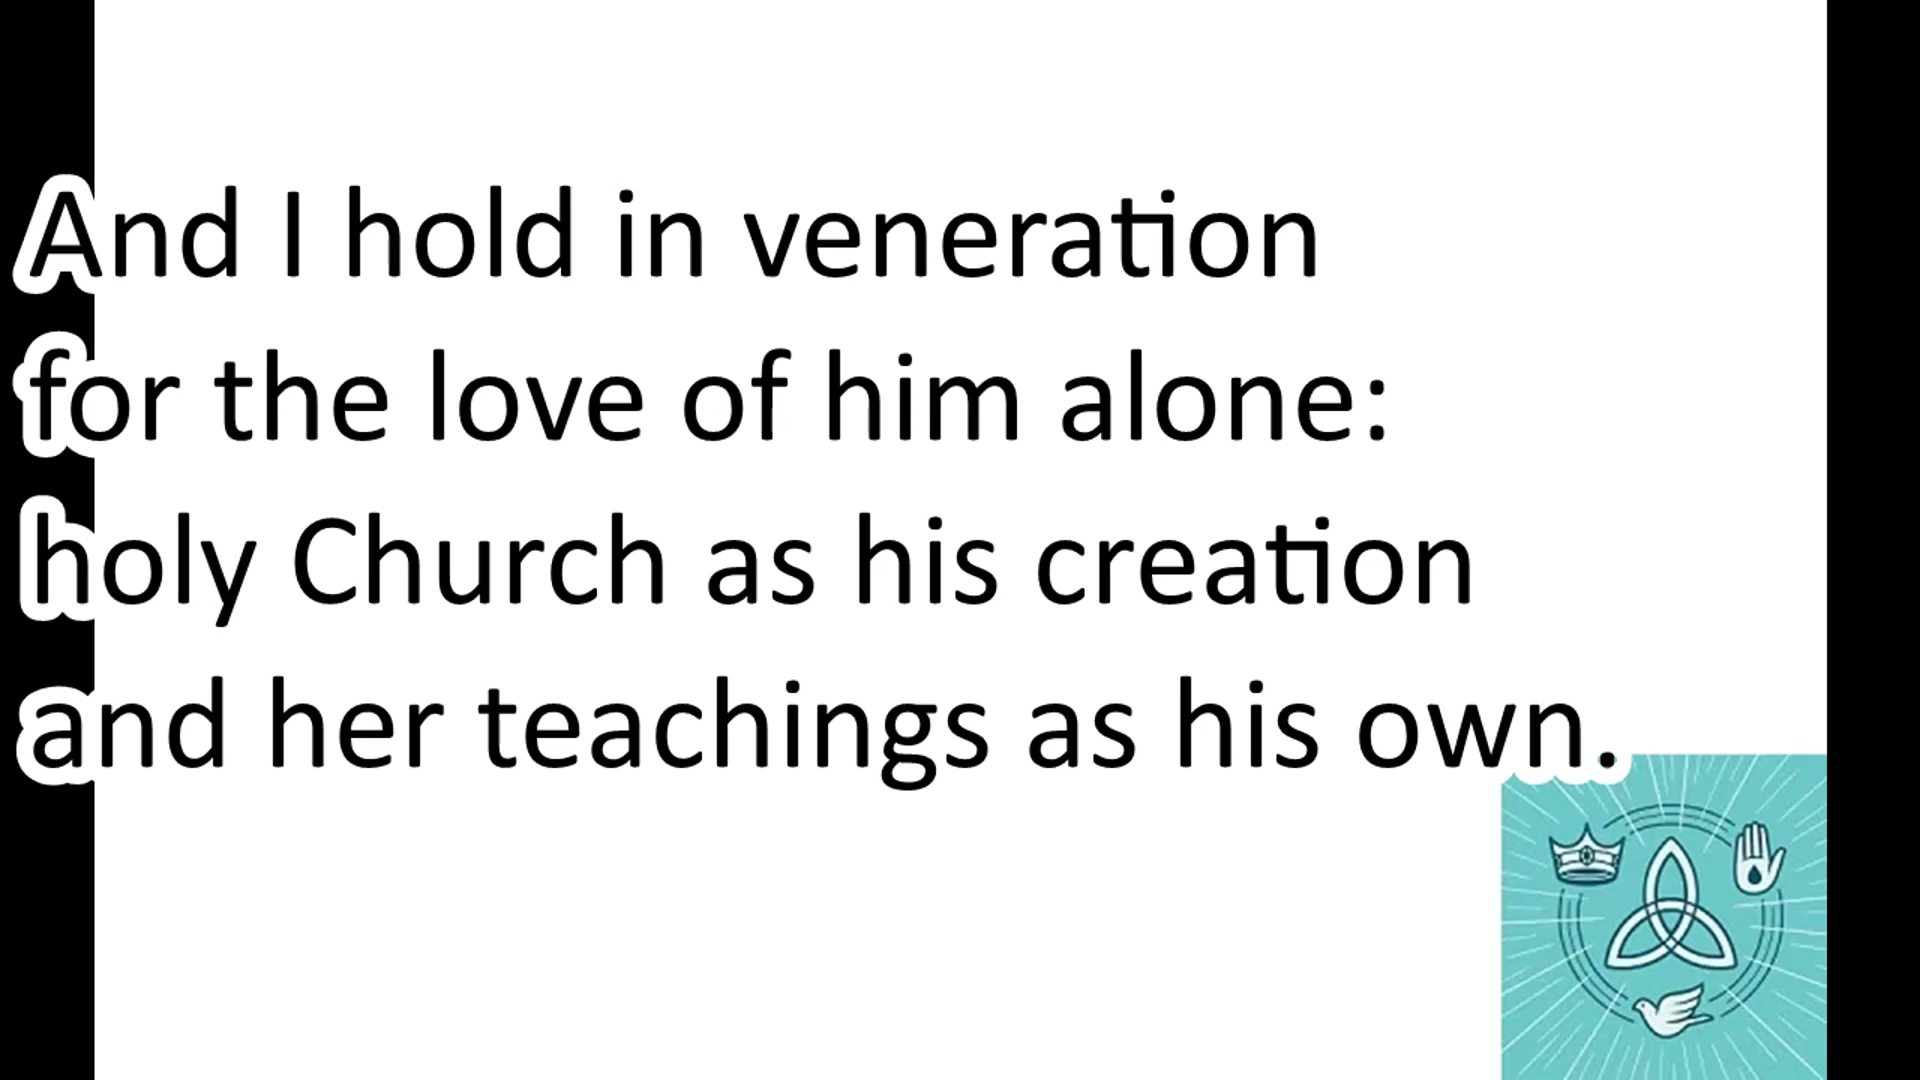 And I hold in veneration
for the love of him alone:
holy Church as his creation
and her teachings as his own.